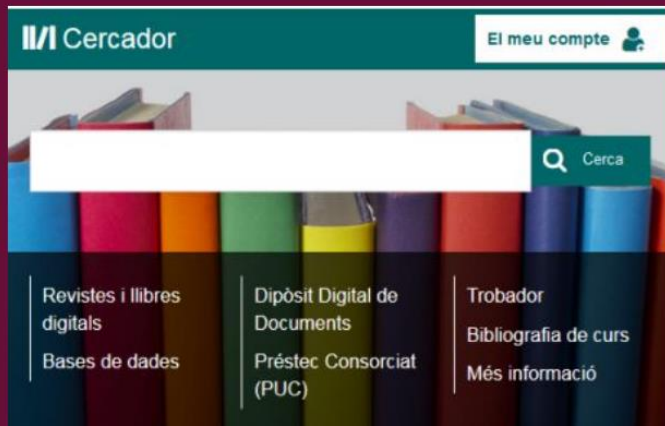 Cercador
El meu compte
Cerca
Revistes i llibres
digitals
Bases de dades
Dipòsit Digital de
Documents
Préstec Consorciat
(PUC)
Trobador
Bibliografia de curs
Més informació